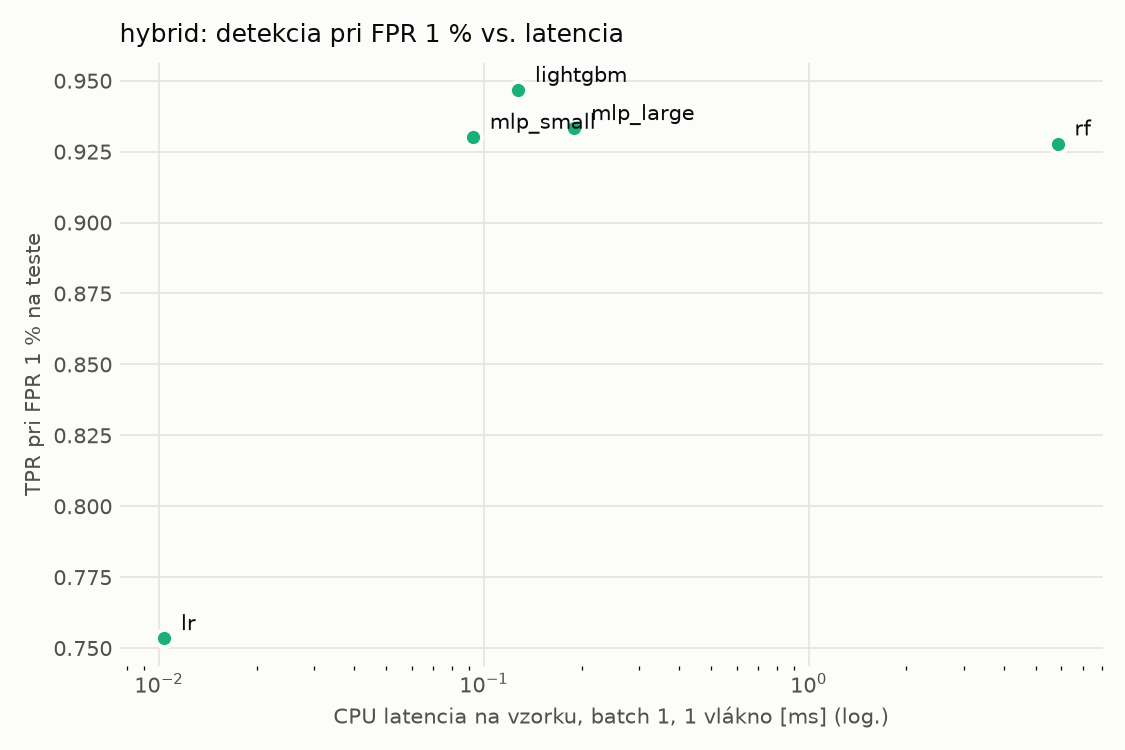 hybrid: detekcia pri FPR 1 % vs. latencia
TPR pri FPR 1 % na teste
0.950
0.925
0.900
0.875
0.850
0.825
0.800
0.775
0.750
lightgbm
mlp_small
mlp_large
rf
lr
10⁻²
10⁻¹
10⁰
CPU latencia na vzorku, batch 1, 1 vlákno [ms] (log.)